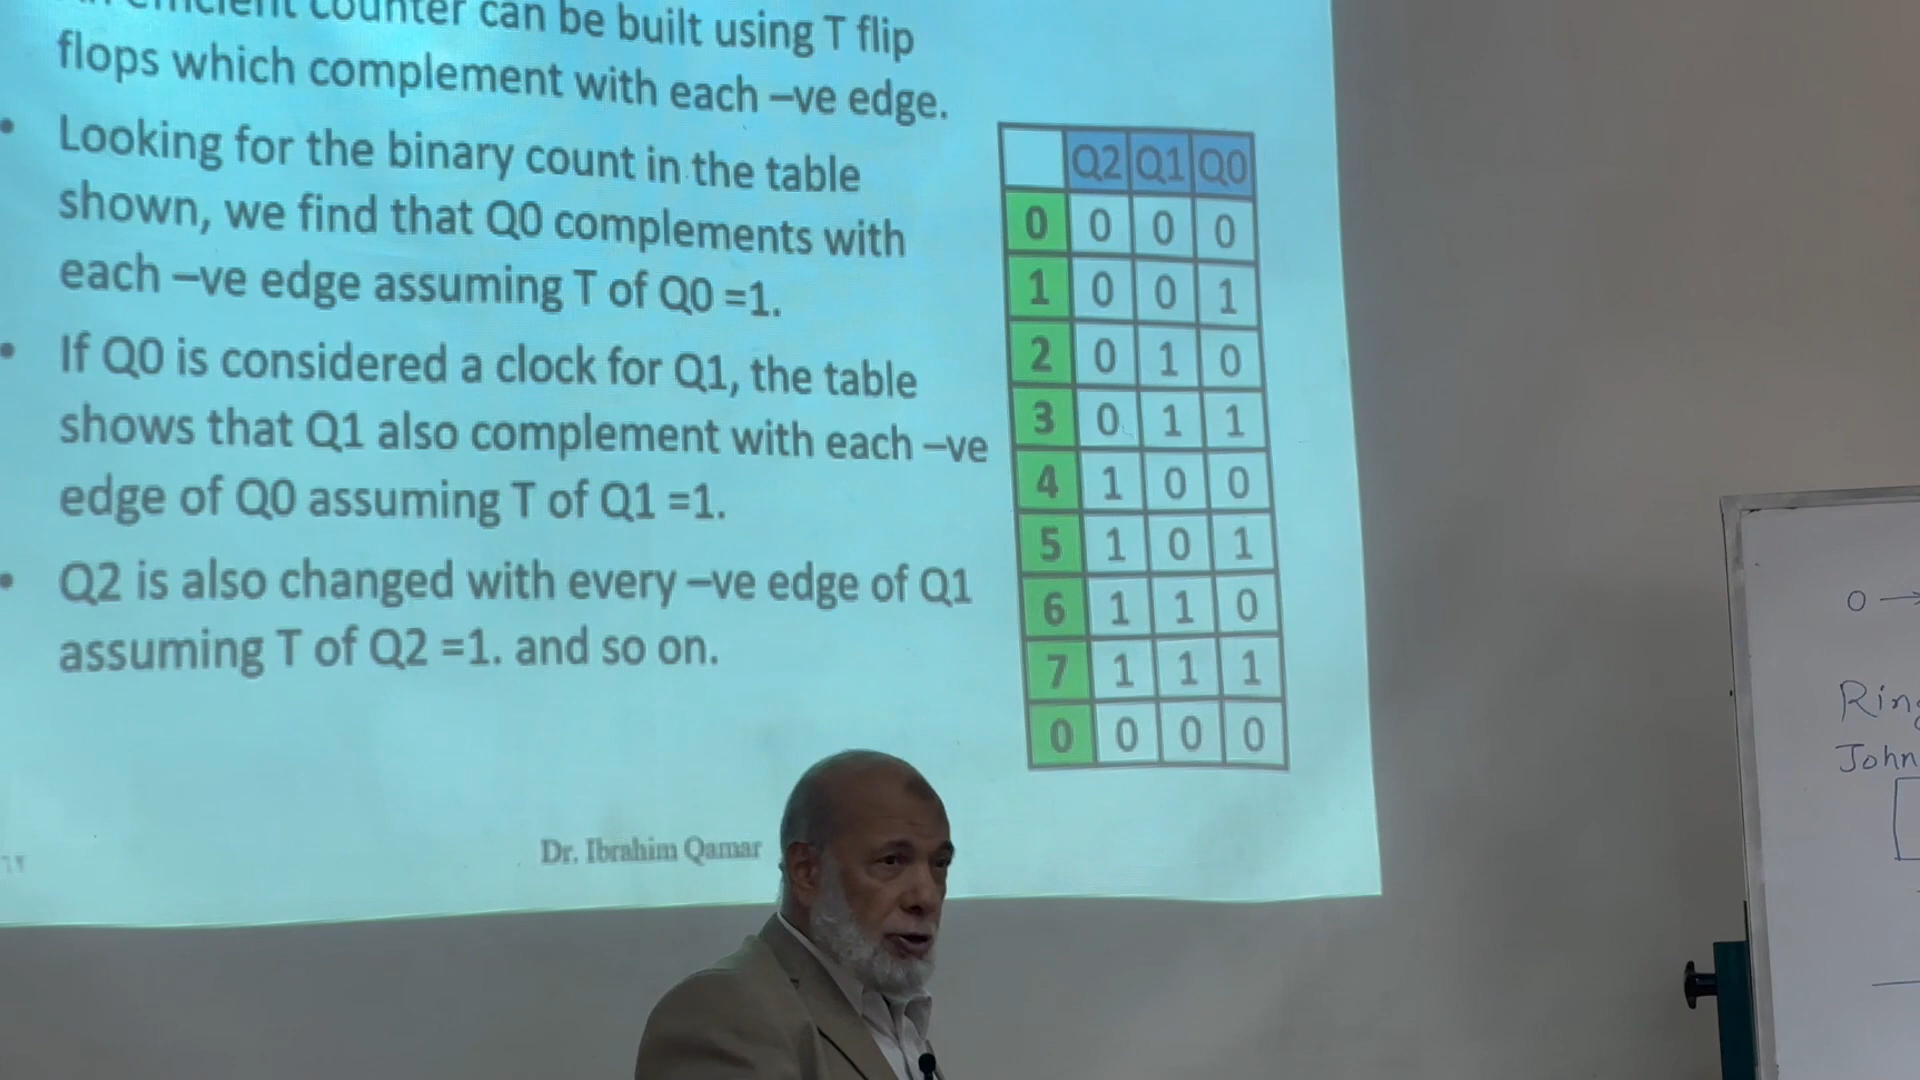 efficient counter can be built using T flip
flops which complement with each –ve edge.
• Looking for the binary count in the table
shown, we find that Q0 complements with
each –ve edge assuming T of Q0 =1.
• If Q0 is considered a clock for Q1, the table
shows that Q1 also complement with each –ve
edge of Q0 assuming T of Q1 =1.
• Q2 is also changed with every –ve edge of Q1
assuming T of Q2 =1. and so on.
Q2 Q1 Q0
0 0 0 0
1 0 0 1
2 0 1 0
3 0 1 1
4 1 0 0
5 1 0 1
6 1 1 0
7 1 1 1
0 0 0 0
Dr. Ibrahim Qamar
0 →
Ring
John